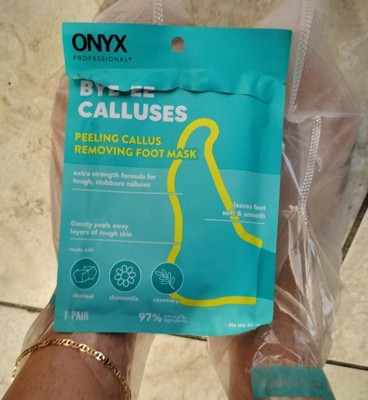 ONYX
PROFESSIONAL®
BYE-EE
CALLUSES
PEELING CALLUS
REMOVING FOOT MASK
extra strength formula for
tough, stubborn calluses
leaves feet
soft & smooth
Gently peels away
layers of rough skin
made with
charcoal
chamomile
rosemary
1 PAIR
97%
ingredients